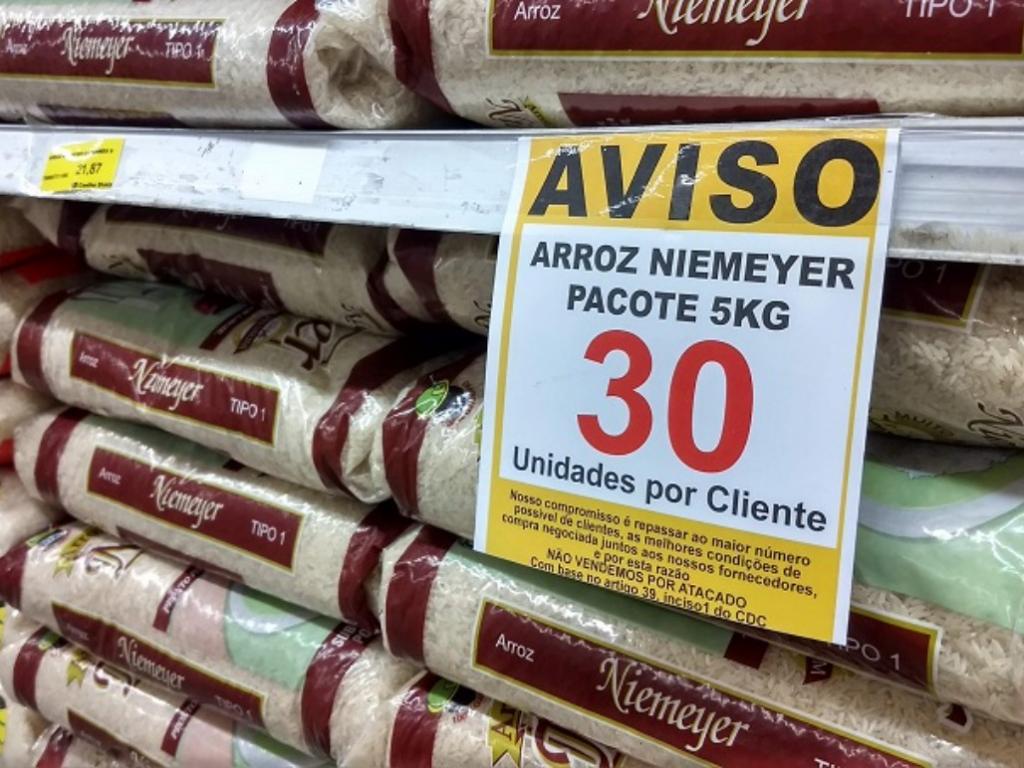 Arroz Niemeyer TIPO 1
Arroz Niemeyer TIPO 1
21,87
AVISO
ARROZ NIEMEYER
PACOTE 5KG
30
Unidades por Cliente
Nosso compromisso é repassar ao maior número
possível de clientes, as melhores condições de
compra negociada juntos aos nossos fornecedores,
e por esta razão
NÃO VENDEMOS POR ATACADO
Com base no artigo 39, inciso1 do CDC
Arroz Niemeyer TIPO 1
Arroz Niemeyer TIPO 1
Niemeyer TIPO 1
Niemeyer
Arroz Niemeyer
PO 1